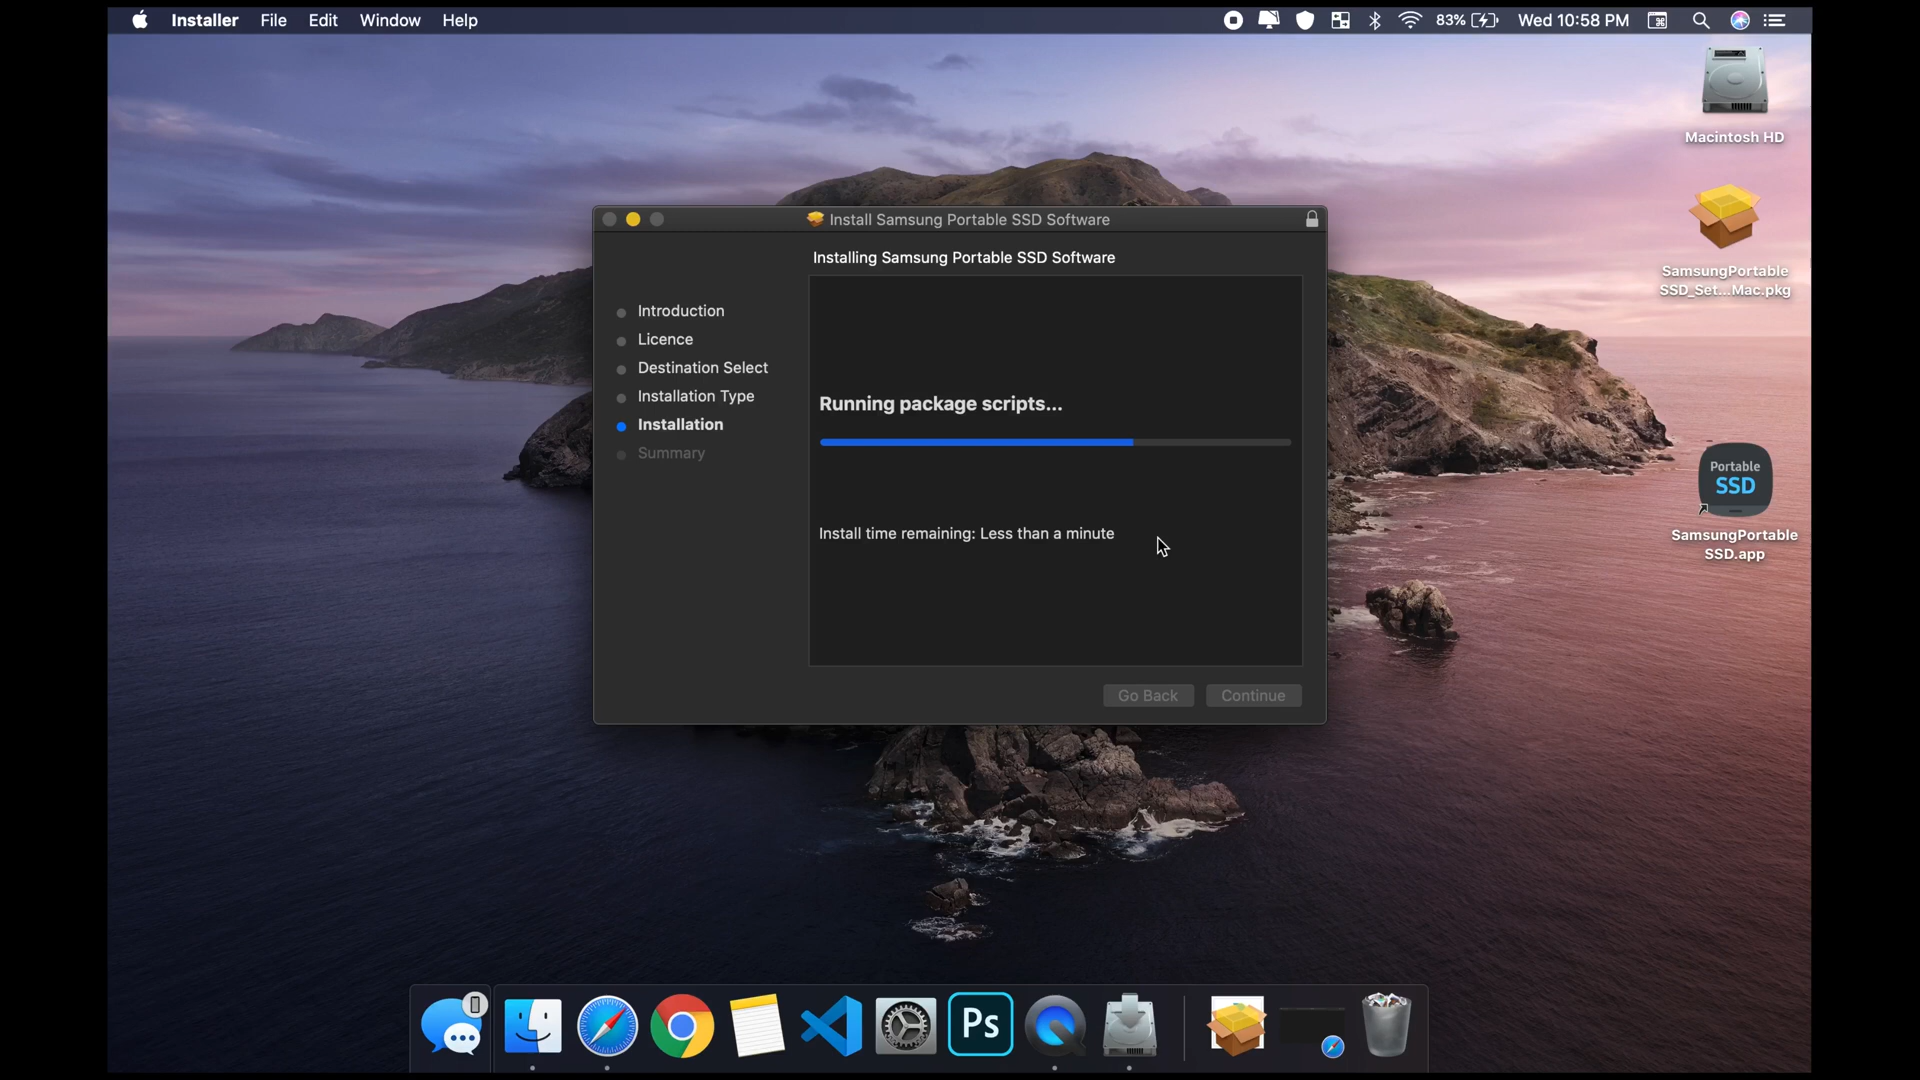 Installer File Edit Window Help 83% Wed 10:58 PM
Macintosh HD
SamsungPortable
SSD_Set...Mac.pkg
Portable
SSD
SamsungPortable
SSD.app
Install Samsung Portable SSD Software
Installing Samsung Portable SSD Software
Introduction
Licence
Destination Select
Installation Type
Installation
Summary
Running package scripts...
Install time remaining: Less than a minute
Go Back Continue
Ps